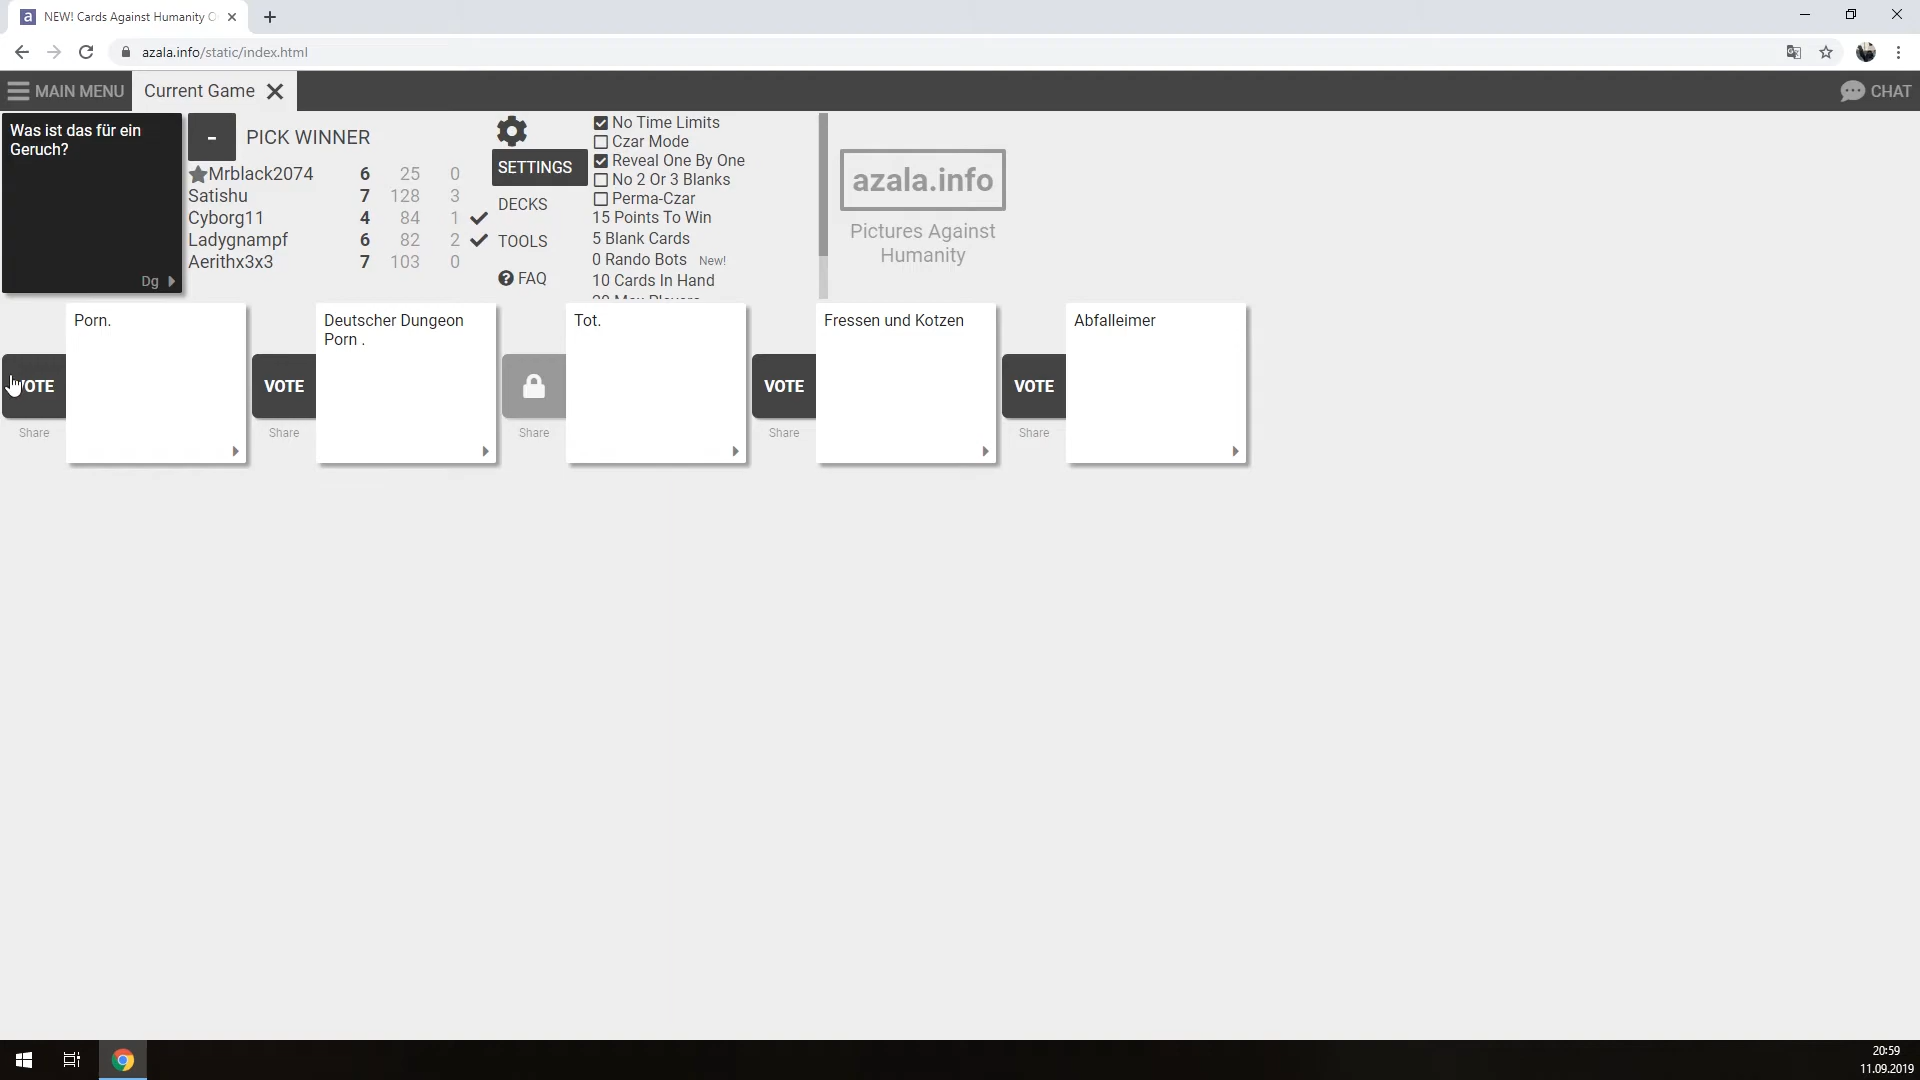 NEW! Cards Against Humanity O
azala.info/static/index.html
MAIN MENU
Current Game
CHAT
Was ist das für ein
Geruch?
Dg
-
PICK WINNER
Mrblack2074 6 25 0
Satishu 7 128 3
Cyborg11 4 84 1
Ladygnampf 6 82 2
Aerithx3x3 7 103 0
SETTINGS
DECKS
TOOLS
FAQ
No Time Limits
Czar Mode
Reveal One By One
No 2 Or 3 Blanks
Perma-Czar
15 Points To Win
5 Blank Cards
0 Rando Bots New!
10 Cards In Hand
20 Max Players
azala.info
Pictures Against
Humanity
VOTE
Share
Porn.
VOTE
Share
Deutscher Dungeon
Porn .
Share
Tot.
VOTE
Share
Fressen und Kotzen
VOTE
Share
Abfalleimer
20:59
11.09.2019